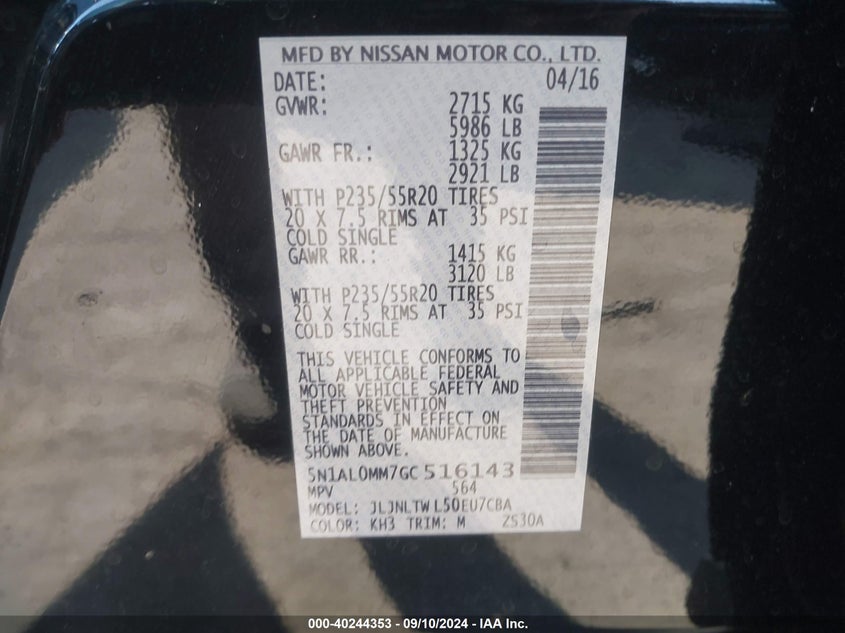 MFD BY NISSAN MOTOR CO., LTD.
DATE: 04/16
GVWR: 2715 KG
5986 LB
GAWR FR.: 1325 KG
2921 LB
WITH P235/55R20 TIRES
20 X 7.5 RIMS AT 35 PSI
COLD SINGLE
GAWR RR.: 1415 KG
3120 LB
WITH P235/55R20 TIRES
20 X 7.5 RIMS AT 35 PSI
COLD SINGLE
THIS VEHICLE CONFORMS TO
ALL APPLICABLE FEDERAL
MOTOR VEHICLE SAFETY AND
THEFT PREVENTION
STANDARDS IN EFFECT ON
THE DATE OF MANUFACTURE
SHOWN ABOVE.
5N1AL0MM7GC516143
MPV 564
MODEL: JLJNLTW L50EU7CBA
COLOR: KH3 TRIM: M ZS30A
000-40244353 - 09/10/2024 - IAA Inc.